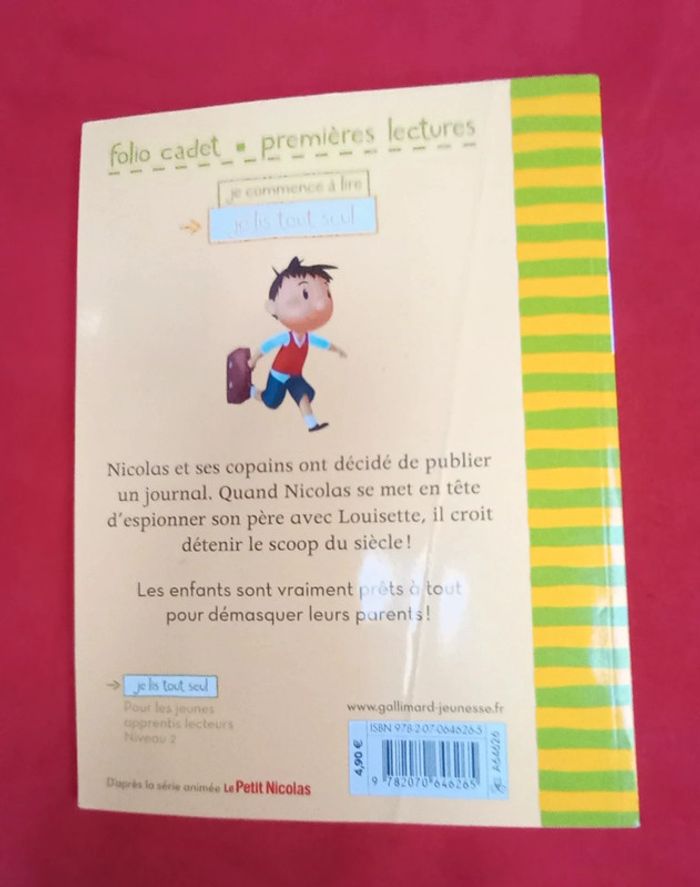 folio cadet ▪ premières lectures
je commence à lire
je lis tout seul
Nicolas et ses copains ont décidé de publier
un journal. Quand Nicolas se met en tête
d'espionner son père avec Louisette, il croit
détenir le scoop du siècle !
Les enfants sont vraiment prêts à tout
pour démasquer leurs parents !
je lis tout seul
Pour les jeunes
apprentis lecteurs
Niveau 2
D'après la série animée Le Petit Nicolas
www.gallimard-jeunesse.fr
ISBN 978-2-07-064626-5
4,90 €
9 782070 646265
A64626